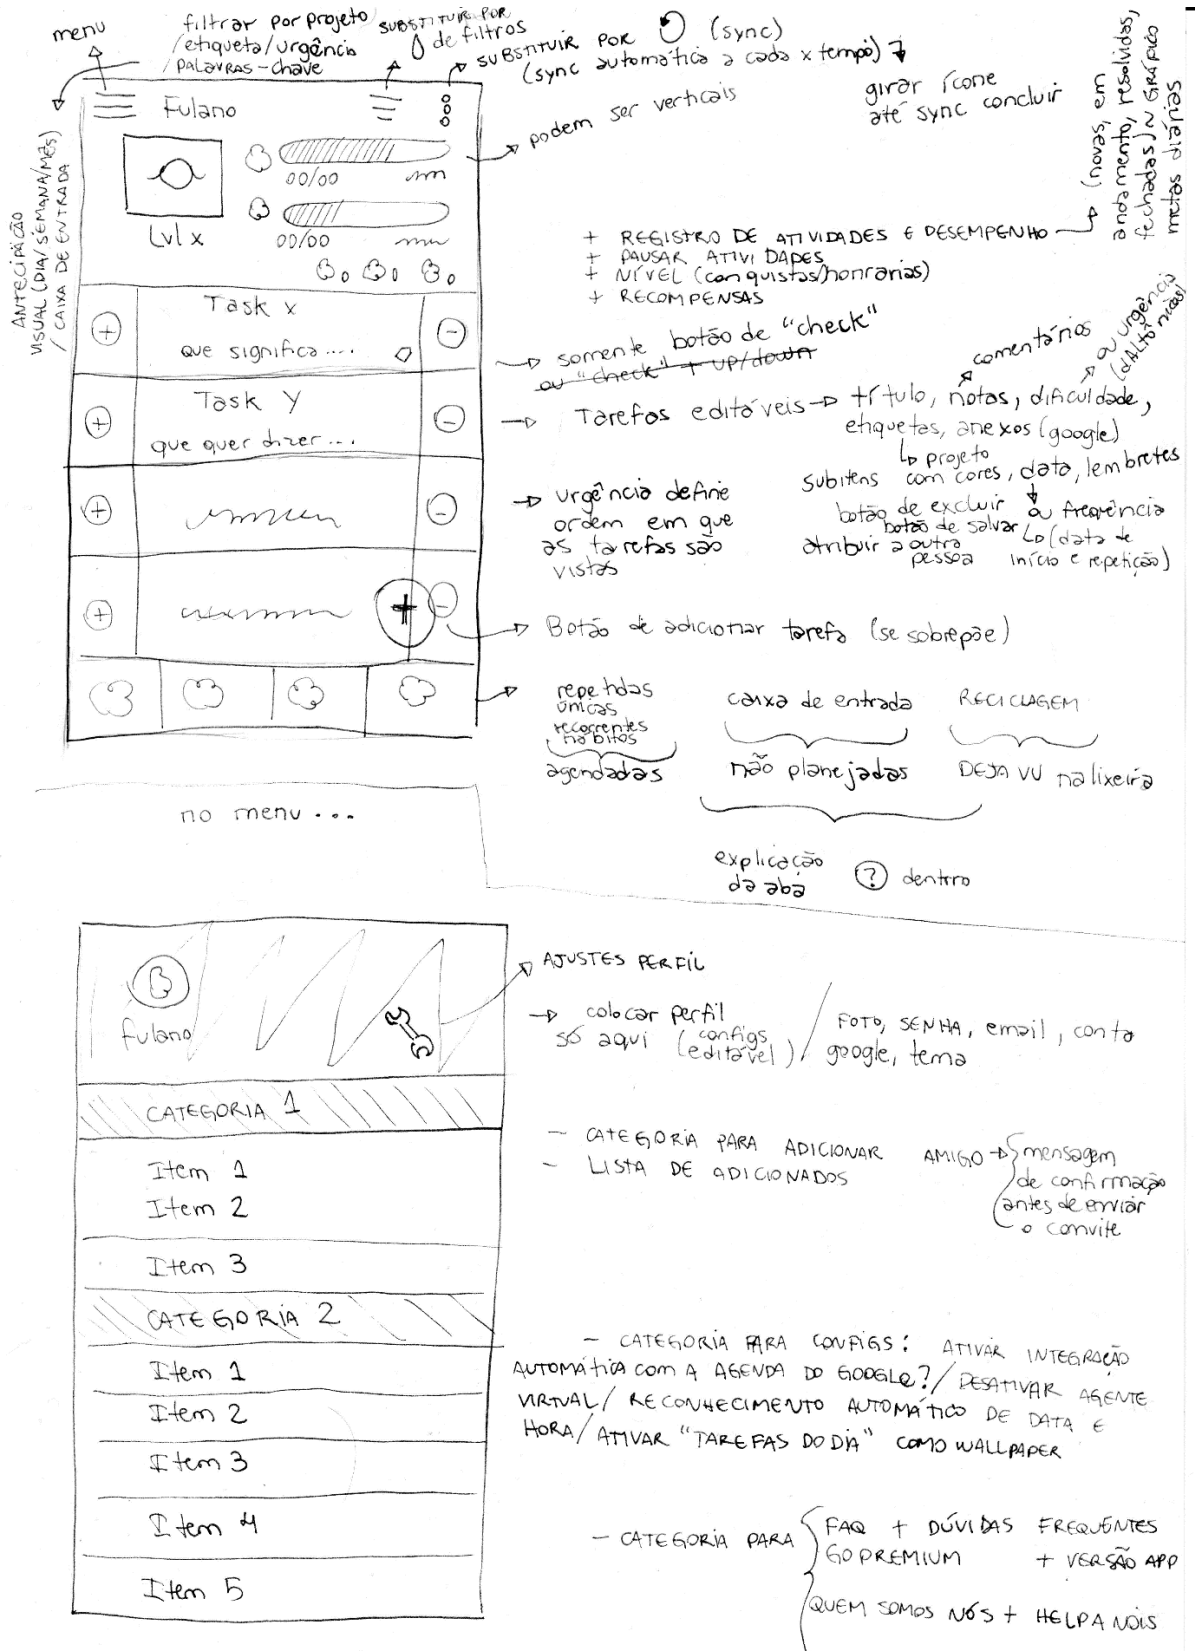 menu
filtrar por projeto
/etiqueta/urgência
/PALAVRAS-chave
SUBSTITUIR POR
de filtros
SUBSTITUIR POR (sync)
(sync automática a cada x tempo)
girar ícone
até sync concluir
(novas, em
andamento, resolvidas,
fechadas) ~ GRÁFICO
metas diárias
ANTECIPAÇÃO
VISUAL (DIA/SEMANA/MÊS)
/ CAIXA DE ENTRADA
Fulano
podem ser verticais
00/00
Lvl x
00/00
+ REGISTRO DE ATIVIDADES E DESEMPENHO
+ PAUSAR ATIVIDADES
+ NÍVEL (conquistas/honrarias)
+ RECOMPENSAS
Task x
que significa....
somente botão de "check"
ou "check" + up/down
Task Y
que quer dizer...
comentários
ou urgência
(DALTÔNICOS)
Tarefas editáveis → título, notas, dificuldade,
etiquetas, anexos (google)
projeto
subitens com cores, data, lembretes
botão de excluir ou frequência
botão de salvar (data de
atribuir a outra
pessoa início e repetição)
urgência define
ordem em que
as tarefas são
vistas
+
Botão de adicionar tarefa (se sobrepõe)
repetidas
únicas
recorrentes
hábitos
agendadas
caixa de entrada
não planejadas
RECICLAGEM
DEJA VU na lixeira
explicação
da aba
? dentro
no menu...
fulano
AJUSTES PERFIL
colocar perfil
só aqui (configs
editável) / FOTO, SENHA, email, conta
google, tema
CATEGORIA 1
Item 1
Item 2
Item 3
- CATEGORIA PARA ADICIONAR AMIGO → mensagem
de confirmação
antes de enviar
o convite
- LISTA DE ADICIONADOS
CATEGORIA 2
Item 1
Item 2
Item 3
Item 4
Item 5
- CATEGORIA PARA CONFIGS: ATIVAR INTEGRAÇÃO
AUTOMÁTICA COM A AGENDA DO GOOGLE?/ DESATIVAR AGENTE
VIRTUAL/ RECONHECIMENTO AUTOMÁTICO DE DATA E
HORA/ ATIVAR "TAREFAS DO DIA" COMO WALLPAPER
- CATEGORIA PARA
FAQ + DÚVIDAS FREQUENTES
GO PREMIUM + VERSÃO APP
QUEM SOMOS NÓS + HELP A NÓIS